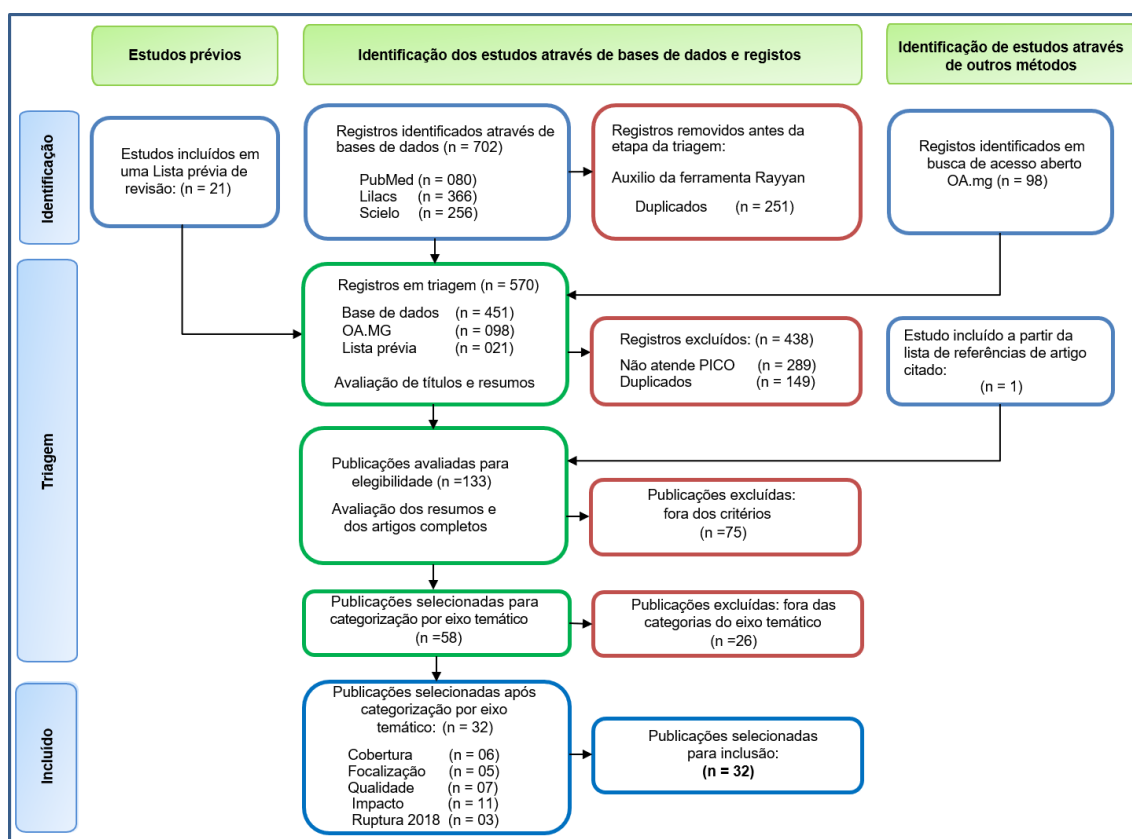 Estudos prévios
Identificação dos estudos através de bases de dados e registos
Identificação de estudos através
de outros métodos
Identificação
Estudos incluídos em
uma Lista prévia de
revisão: (n = 21)
Registros identificados através de
bases de dados (n = 702)
PubMed (n = 080)
Lilacs (n = 366)
Scielo (n = 256)
Registros removidos antes da
etapa da triagem:
Auxilio da ferramenta Rayyan
Duplicados (n = 251)
Registos identificados em
busca de acesso aberto
OA.mg (n = 98)
Triagem
Registros em triagem (n = 570)
Base de dados (n = 451)
OA.MG (n = 098)
Lista prévia (n = 021)
Avaliação de títulos e resumos
Registros excluídos: (n = 438)
Não atende PICO (n = 289)
Duplicados (n = 149)
Estudo incluído a partir da
lista de referências de artigo
citado:
(n = 1)
Publicações avaliadas para
elegibilidade (n =133)
Avaliação dos resumos e
dos artigos completos
Publicações excluídas:
fora dos critérios
(n =75)
Publicações selecionadas para
categorização por eixo temático
(n =58)
Publicações excluídas: fora das
categorias do eixo temático
(n =26)
Incluído
Publicações selecionadas após
categorização por eixo
temático: (n = 32)
Cobertura (n = 06)
Focalização (n = 05)
Qualidade (n = 07)
Impacto (n = 11)
Ruptura 2018 (n = 03)
Publicações selecionadas
para inclusão:
(n = 32)